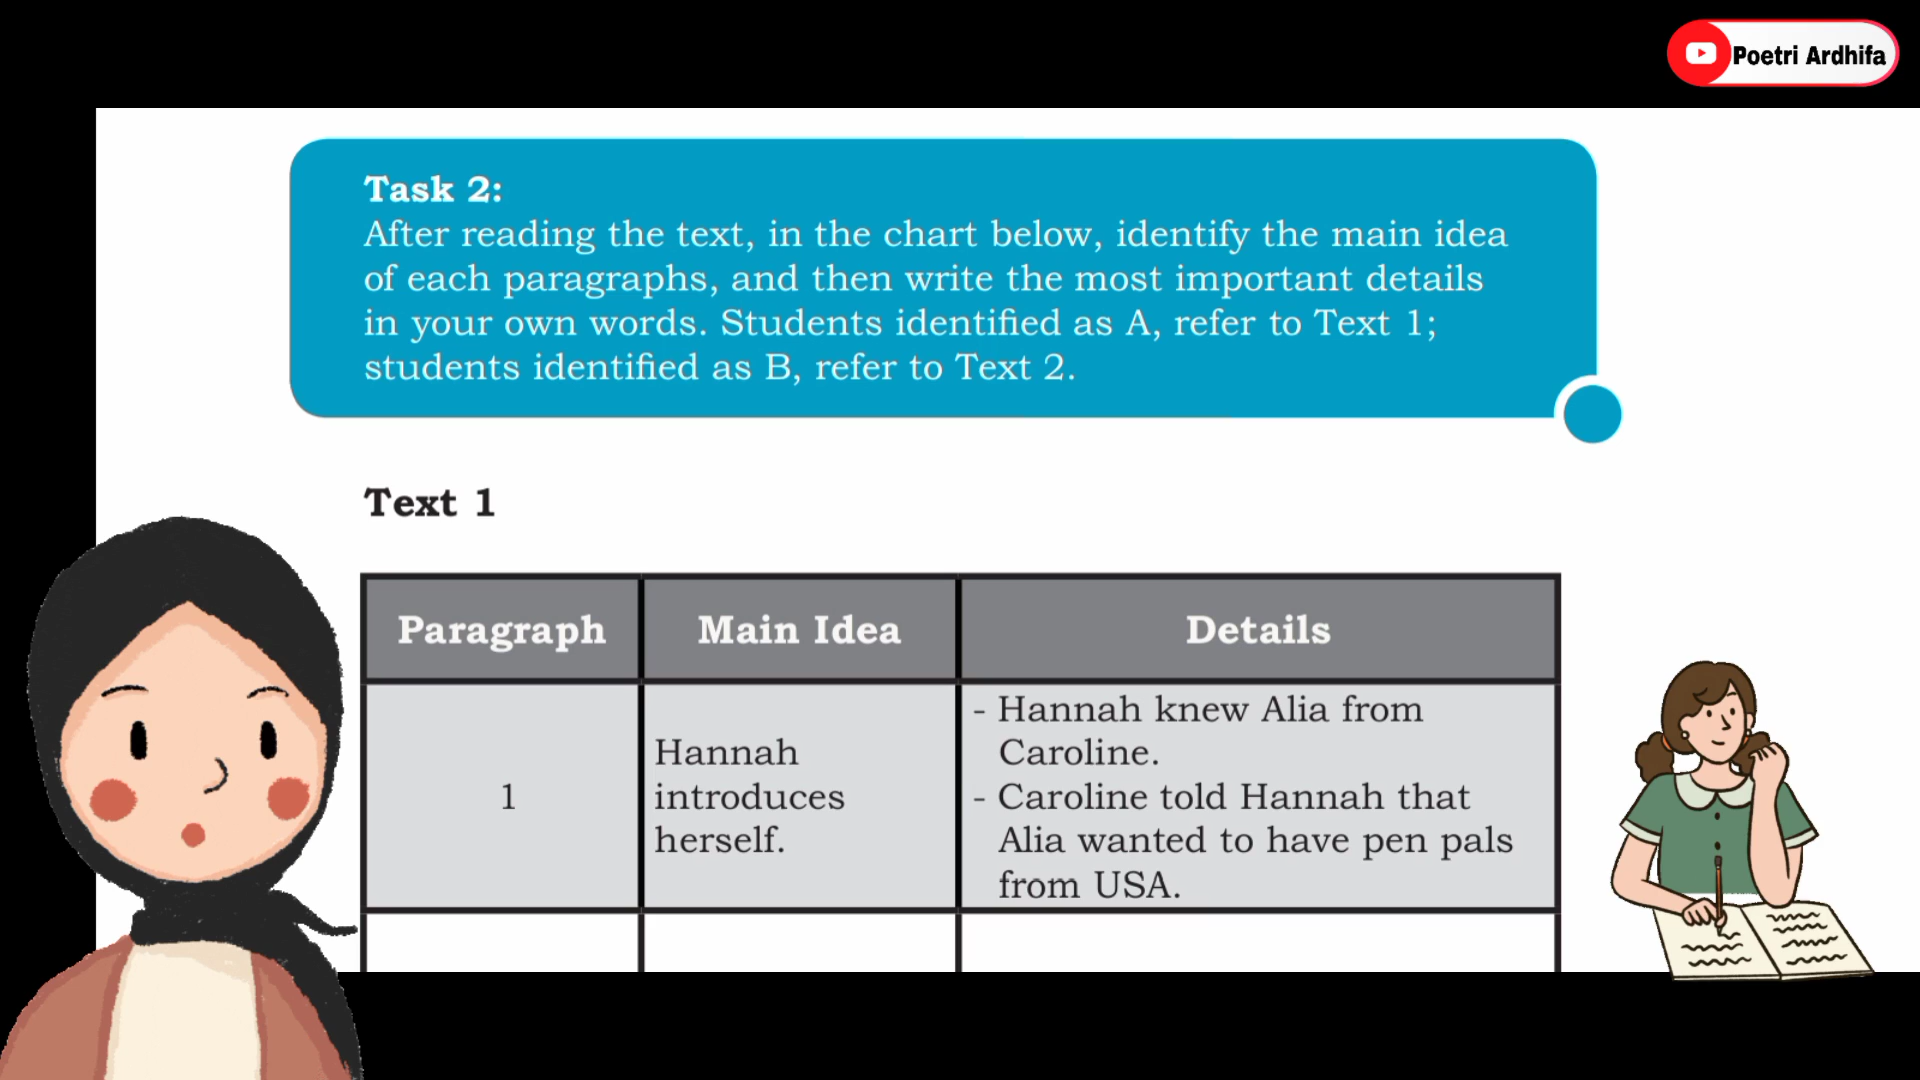 Poetri Ardhifa
Task 2:
After reading the text, in the chart below, identify the main idea
of each paragraphs, and then write the most important details
in your own words. Students identified as A, refer to Text 1;
students identified as B, refer to Text 2.
Text 1
Paragraph
Main Idea
Details
1
Hannah
introduces
herself.
- Hannah knew Alia from
Caroline.
- Caroline told Hannah that
Alia wanted to have pen pals
from USA.